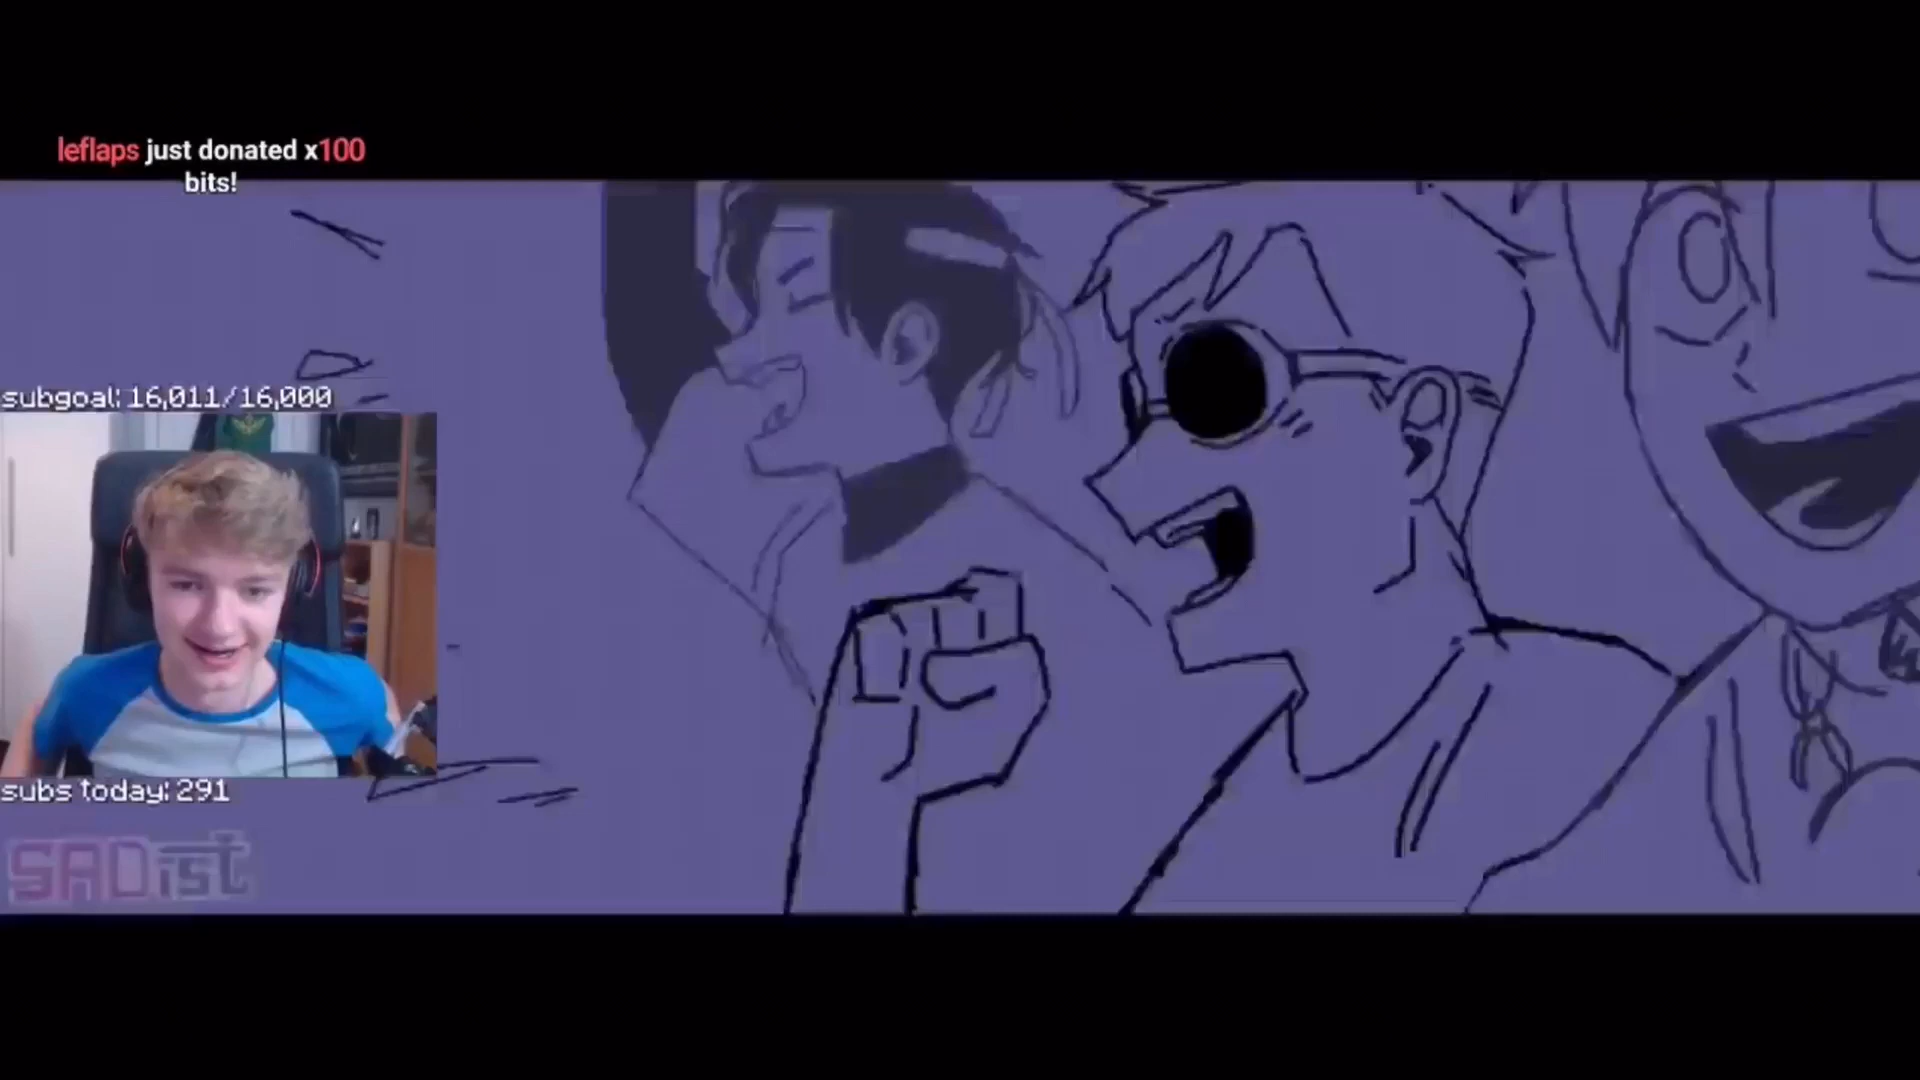 leflaps just donated x100
bits!
subgoal: 16,011/16,000
subs today: 291
SADist